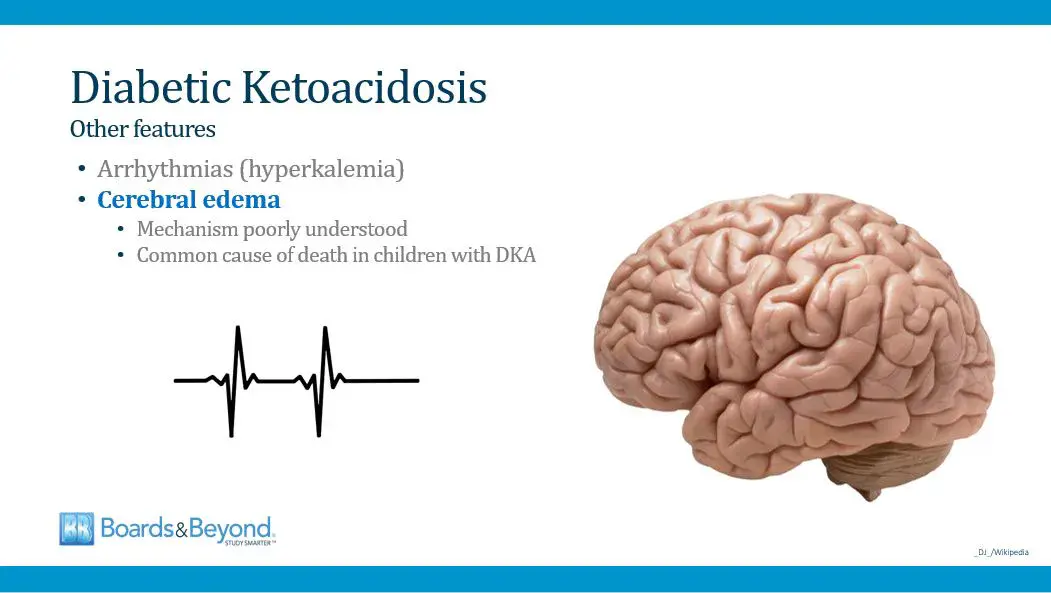 Diabetic Ketoacidosis
Other features
• Arrhythmias (hyperkalemia)
• Cerebral edema
• Mechanism poorly understood
• Common cause of death in children with DKA
BB Boards&Beyond.
STUDY SMARTER™
_DJ_/Wikipedia